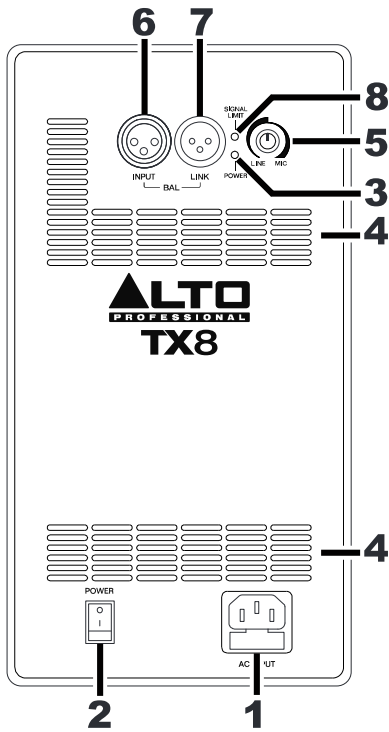 6
7
SIGNAL
LIMIT
8
5
INPUT
LINK
BAL
POWER
LINE
MIC
3
4
ALTO
PROFESSIONAL
TX8
4
POWER
O
I
AC INPUT
2
1